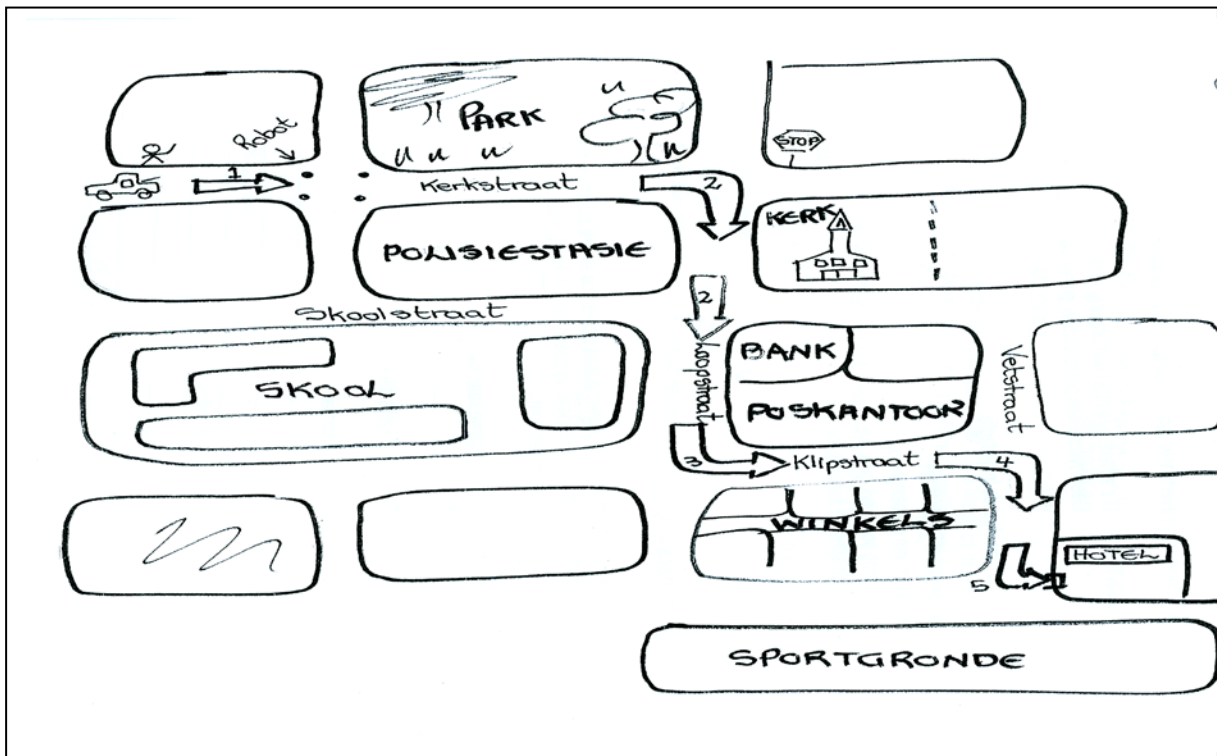 Robot
PARK
STOP
1
Kerkstraat
2
KERK
POLISIESTASIE
2
Skoolstraat
Loopstraat
BANK
Vetstraat
SKOOL
POSKANTOOR
3
Klipstraat
4
WINKELS
HOTEL
5
SPORTGRONDE